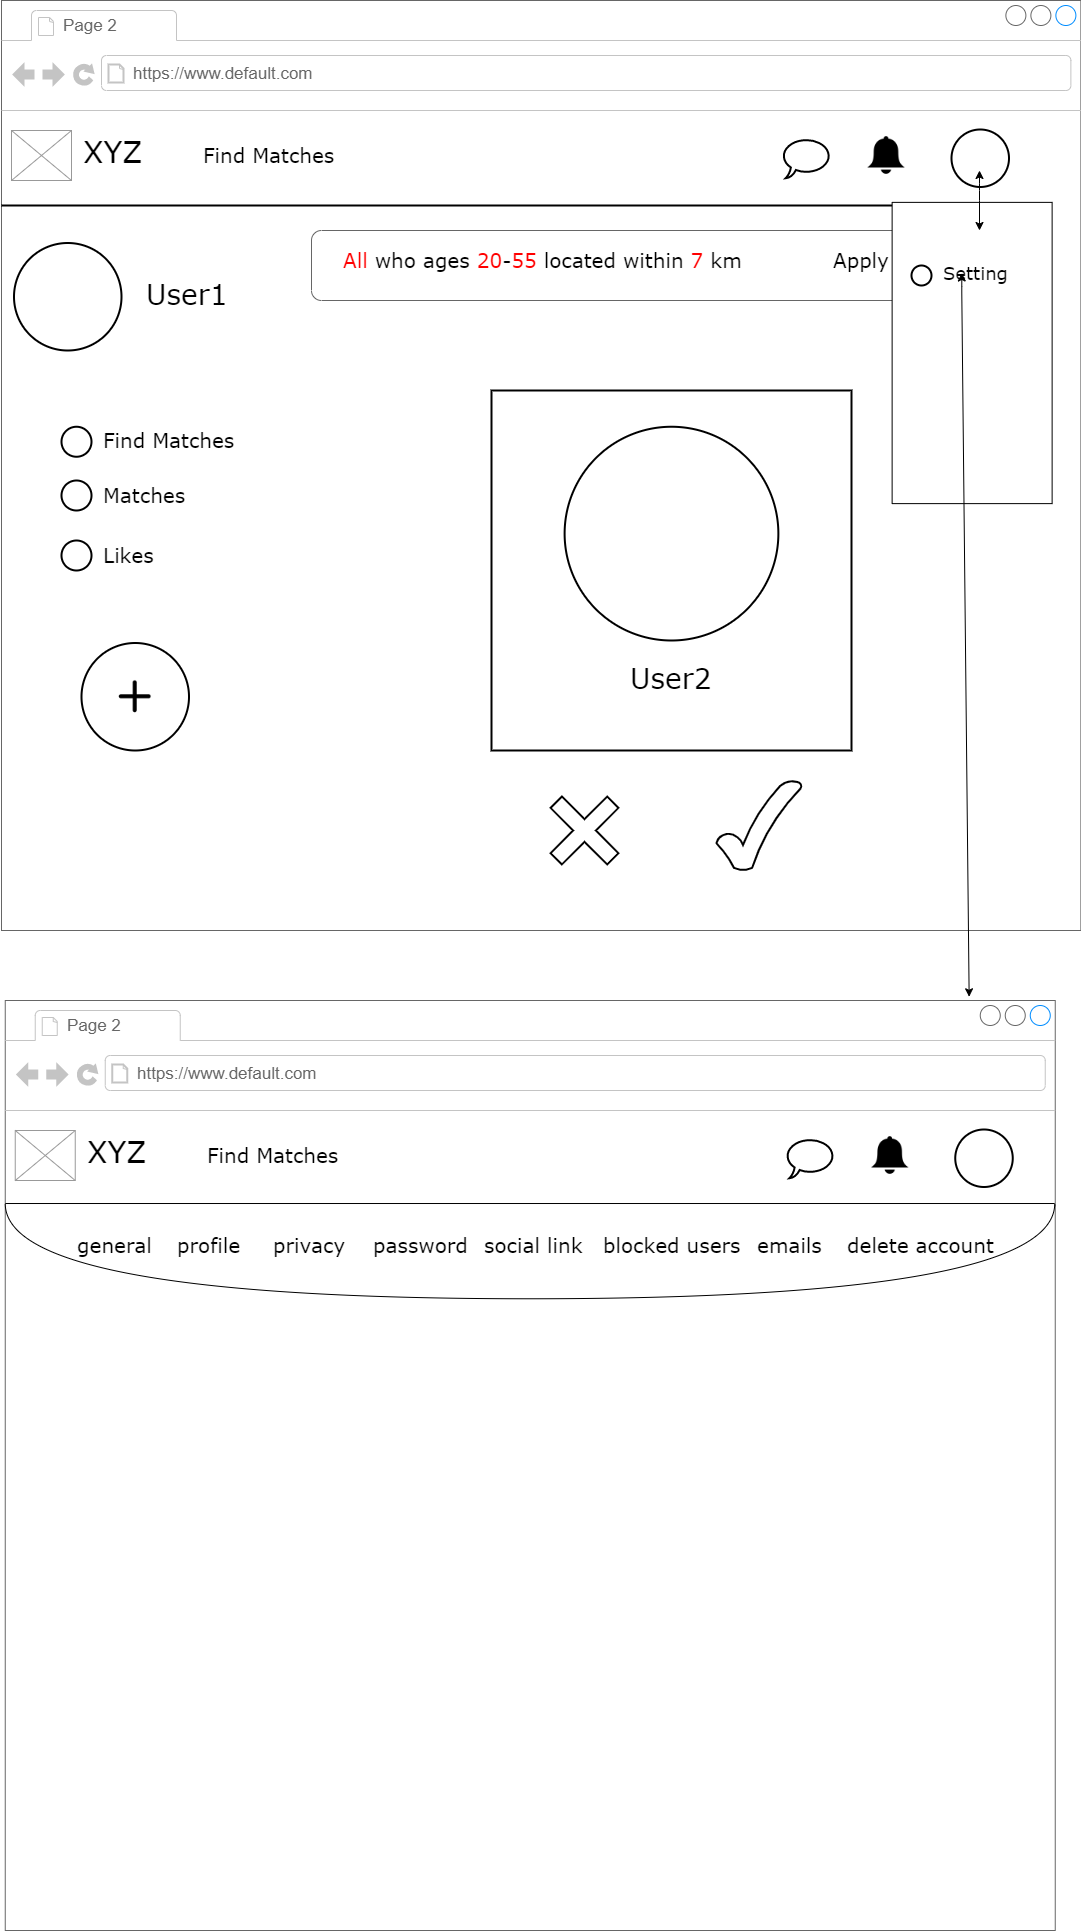 Page 2
https://www.default.com
XYZ
Find Matches
All who ages 20-55 located within 7 km
Apply
Setting
User1
Find Matches
Matches
Likes
User2
Page 2
https://www.default.com
XYZ
Find Matches
general profile privacy password social link blocked users emails delete account